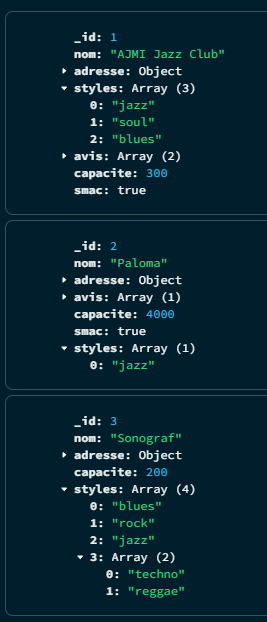 _id: 1
nom: "AJMI Jazz Club"
adresse: Object
styles: Array (3)
0: "jazz"
1: "soul"
2: "blues"
avis: Array (2)
capacite: 300
smac: true
_id: 2
nom: "Paloma"
adresse: Object
avis: Array (1)
capacite: 4000
smac: true
styles: Array (1)
0: "jazz"
_id: 3
nom: "Sonograf"
adresse: Object
capacite: 200
styles: Array (4)
0: "blues"
1: "rock"
2: "jazz"
3: Array (2)
0: "techno"
1: "reggae"